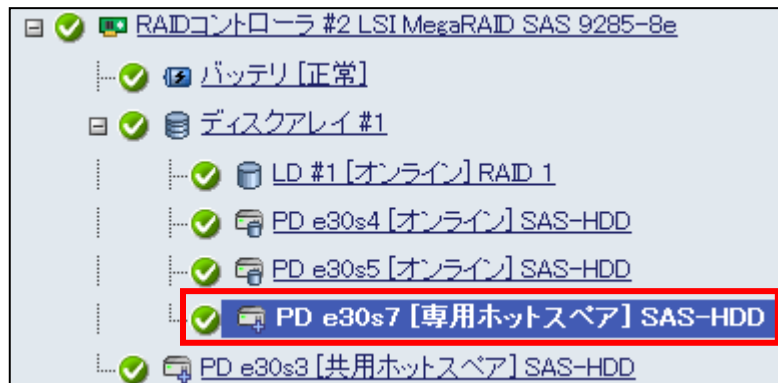 RAIDコントローラ #2 LSI MegaRAID SAS 9285-8e
バッテリ [正常]
ディスクアレイ #1
LD #1 [オンライン] RAID 1
PD e30s4 [オンライン] SAS-HDD
PD e30s5 [オンライン] SAS-HDD
PD e30s7 [専用ホットスペア] SAS-HDD
PD e30s3 [共用ホットスペア] SAS-HDD